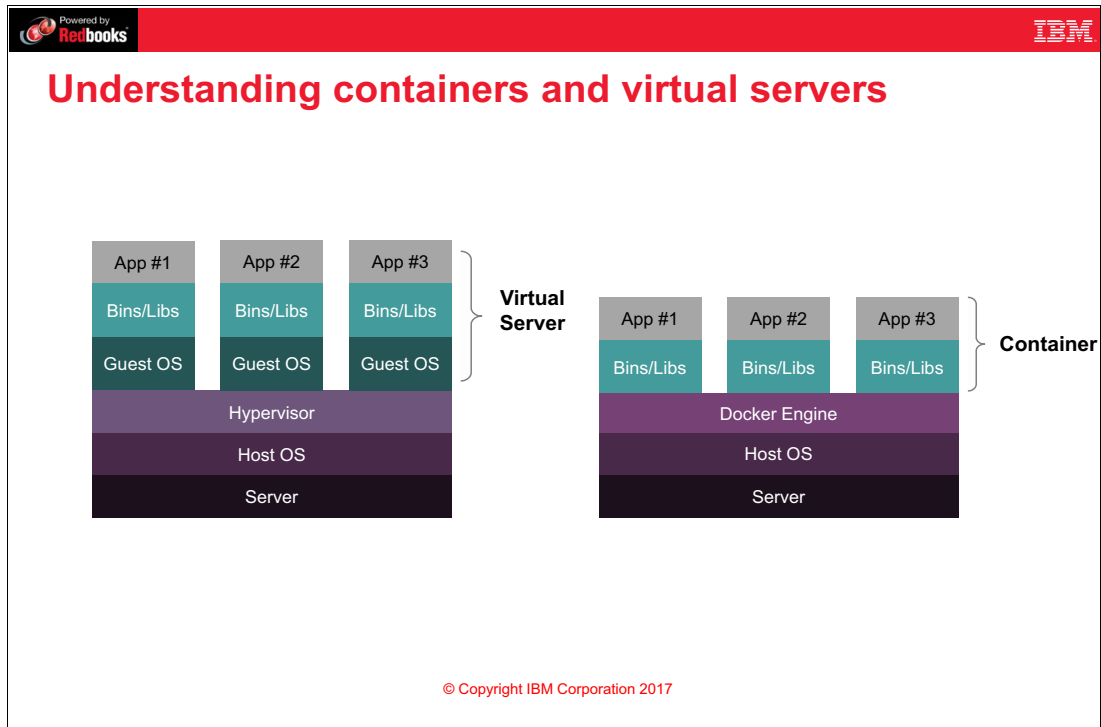 Powered by
Redbooks
IBM
Understanding containers and virtual servers
App #1
App #2
App #3
Bins/Libs
Bins/Libs
Bins/Libs
Guest OS
Guest OS
Guest OS
Hypervisor
Host OS
Server
Virtual
Server
App #1
App #2
App #3
Bins/Libs
Bins/Libs
Bins/Libs
Docker Engine
Host OS
Server
Container
© Copyright IBM Corporation 2017